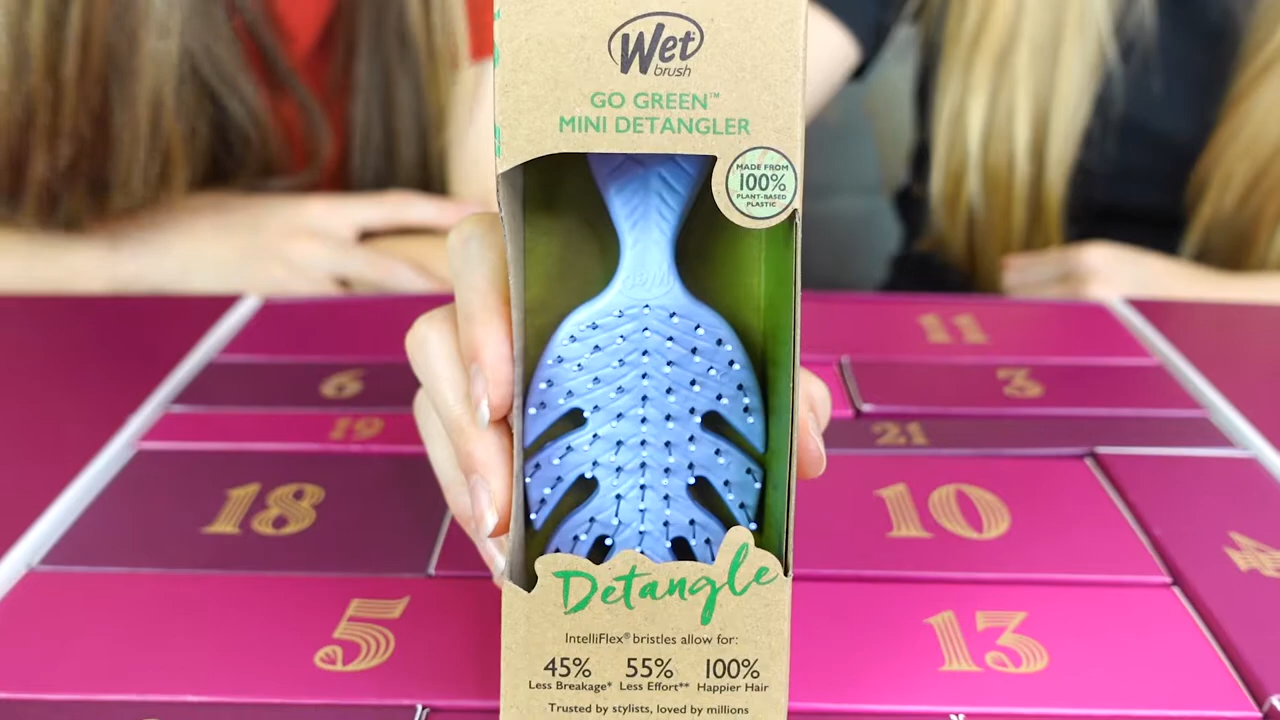 Wet
brush
GO GREEN™
MINI DETANGLER
MADE FROM
100%
PLANT-BASED
PLASTIC
Wet
11
6
3
19
21
18
10
5
13
Detangle
IntelliFlex® bristles allow for:
45% 55% 100%
Less Breakage* Less Effort** Happier Hair
Trusted by stylists, loved by millions